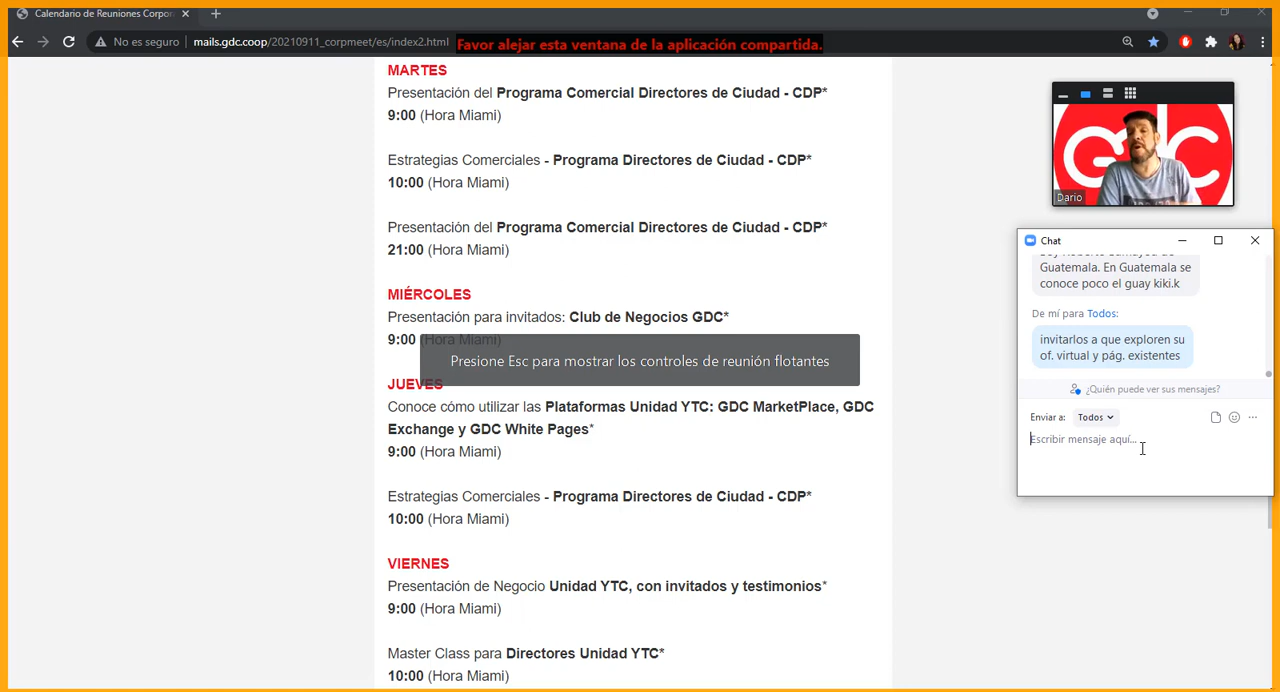 Calendario de Reuniones Corpor
No es seguro
mails.gdc.coop/20210911_corpmeet/es/index2.html
Favor alejar esta ventana de la aplicación compartida.
MARTES
Presentación del Programa Comercial Directores de Ciudad - CDP*
9:00 (Hora Miami)
Estrategias Comerciales - Programa Directores de Ciudad - CDP*
10:00 (Hora Miami)
Presentación del Programa Comercial Directores de Ciudad - CDP*
21:00 (Hora Miami)
MIÉRCOLES
Presentación para invitados: Club de Negocios GDC*
9:00 (Hora Miami)
Presione Esc para mostrar los controles de reunión flotantes
JUEVES
Conoce cómo utilizar las Plataformas Unidad YTC: GDC MarketPlace, GDC
Exchange y GDC White Pages*
9:00 (Hora Miami)
Estrategias Comerciales - Programa Directores de Ciudad - CDP*
10:00 (Hora Miami)
VIERNES
Presentación de Negocio Unidad YTC, con invitados y testimonios*
9:00 (Hora Miami)
Master Class para Directores Unidad YTC*
10:00 (Hora Miami)
gdc
Dario
Chat
Guatemala. En Guatemala se
conoce poco el guay kiki.k
De mí para Todos:
invitarlos a que exploren su
of. virtual y pág. existentes
¿Quién puede ver sus mensajes?
Enviar a: Todos
Escribir mensaje aquí...